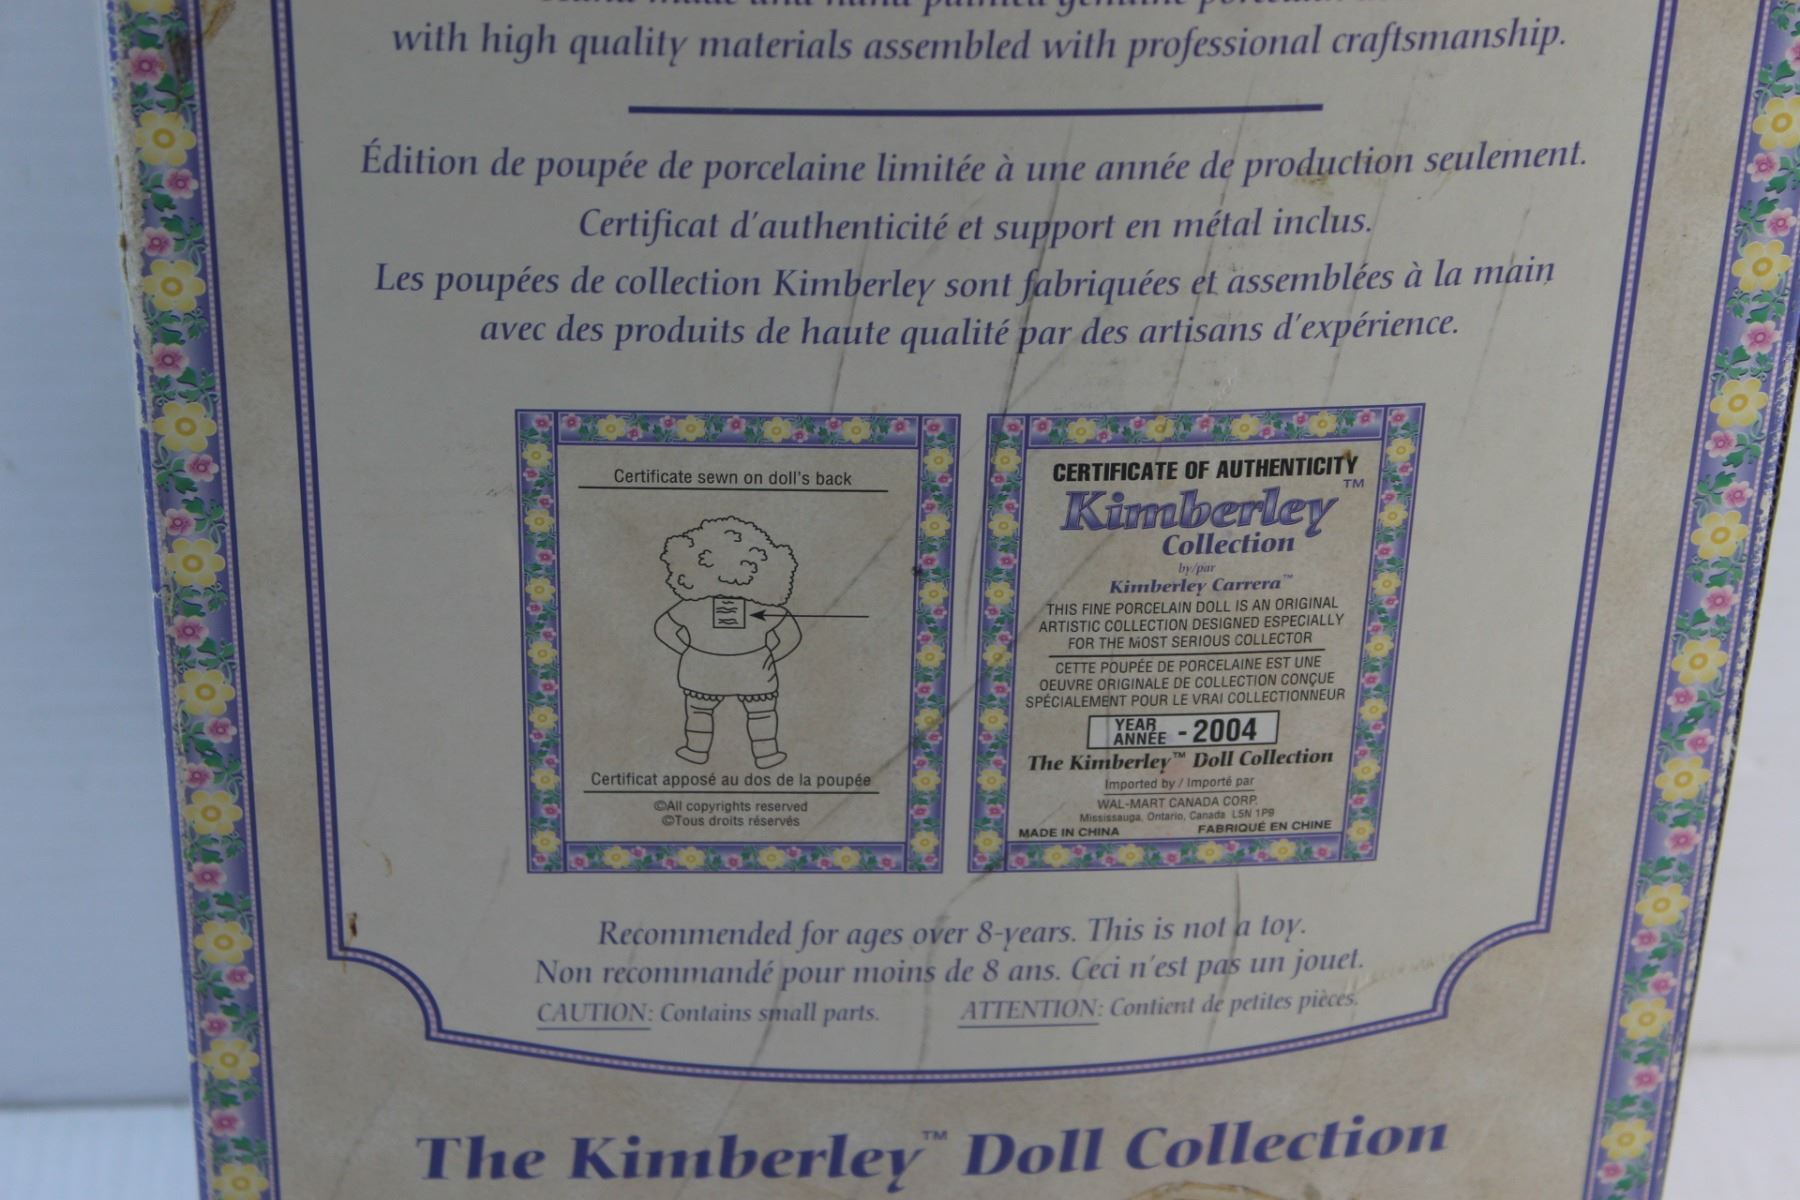 Hand made and hand painted genuine porcelain
with high quality materials assembled with professional craftsmanship.
Édition de poupée de porcelaine limitée à une année de production seulement.
Certificat d'authenticité et support en métal inclus.
Les poupées de collection Kimberley sont fabriquées et assemblées à la main
avec des produits de haute qualité par des artisans d'expérience.
Certificate sewn on doll's back
Certificat apposé au dos de la poupée
©All copyrights reserved
©Tous droits réservés
CERTIFICATE OF AUTHENTICITY
Kimberley™
Collection
by/par
Kimberley Carrera™
THIS FINE PORCELAIN DOLL IS AN ORIGINAL
ARTISTIC COLLECTION DESIGNED ESPECIALLY
FOR THE MOST SERIOUS COLLECTOR
CETTE POUPÉE DE PORCELAINE EST UNE
OEUVRE ORIGINALE DE COLLECTION CONÇUE
SPÉCIALEMENT POUR LE VRAI COLLECTIONNEUR
YEAR
ANNÉE - 2004
The Kimberley™ Doll Collection
Imported by / Importé par
WAL-MART CANADA CORP.
Mississauga, Ontario, Canada L5N 1P9
MADE IN CHINA FABRIQUÉ EN CHINE
Recommended for ages over 8-years. This is not a toy.
Non recommandé pour moins de 8 ans. Ceci n'est pas un jouet.
CAUTION: Contains small parts. ATTENTION: Contient de petites pièces.
The Kimberley™ Doll Collection